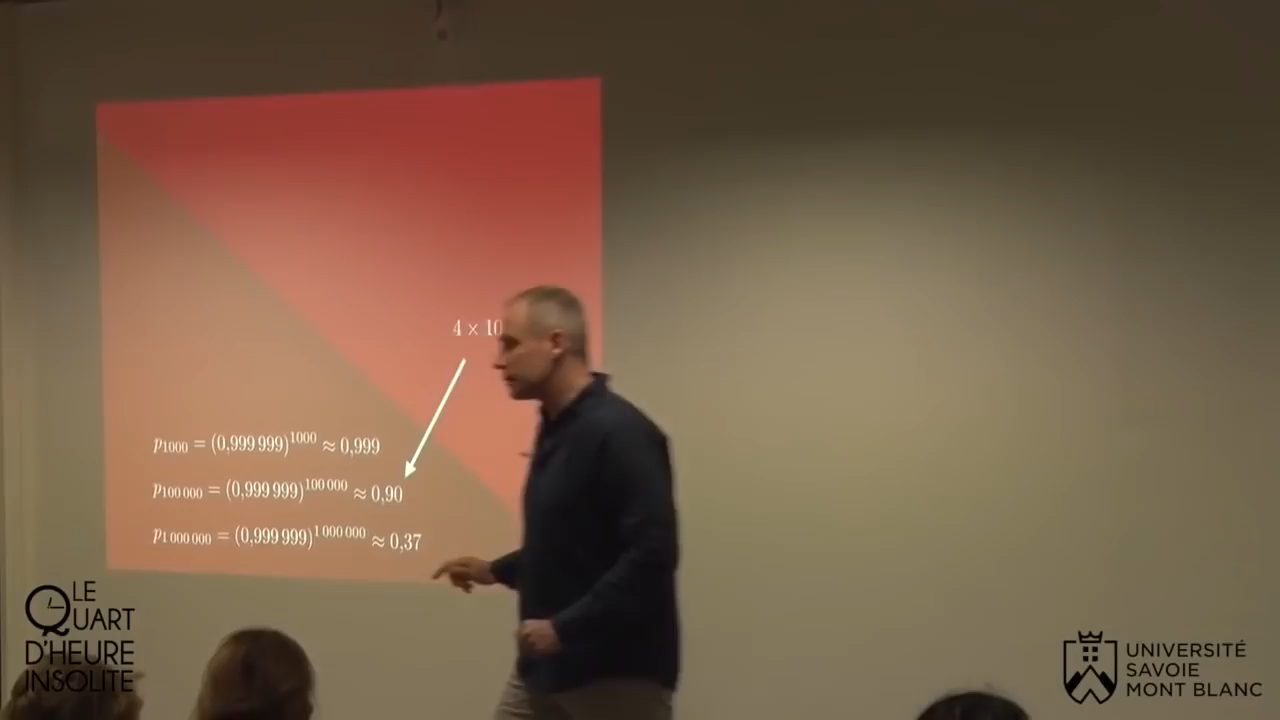 4 × 10
p₁₀₀₀ = (0,999 999)¹⁰⁰⁰ ≈ 0,999
p₁₀₀ ₀₀₀ = (0,999 999)¹⁰⁰ ⁰⁰⁰ ≈ 0,90
p₁ ₀₀₀ ₀₀₀ = (0,999 999)¹ ⁰⁰⁰ ⁰⁰⁰ ≈ 0,37
LE
QUART
D'HEURE
INSOLITE
UNIVERSITÉ
SAVOIE
MONT BLANC